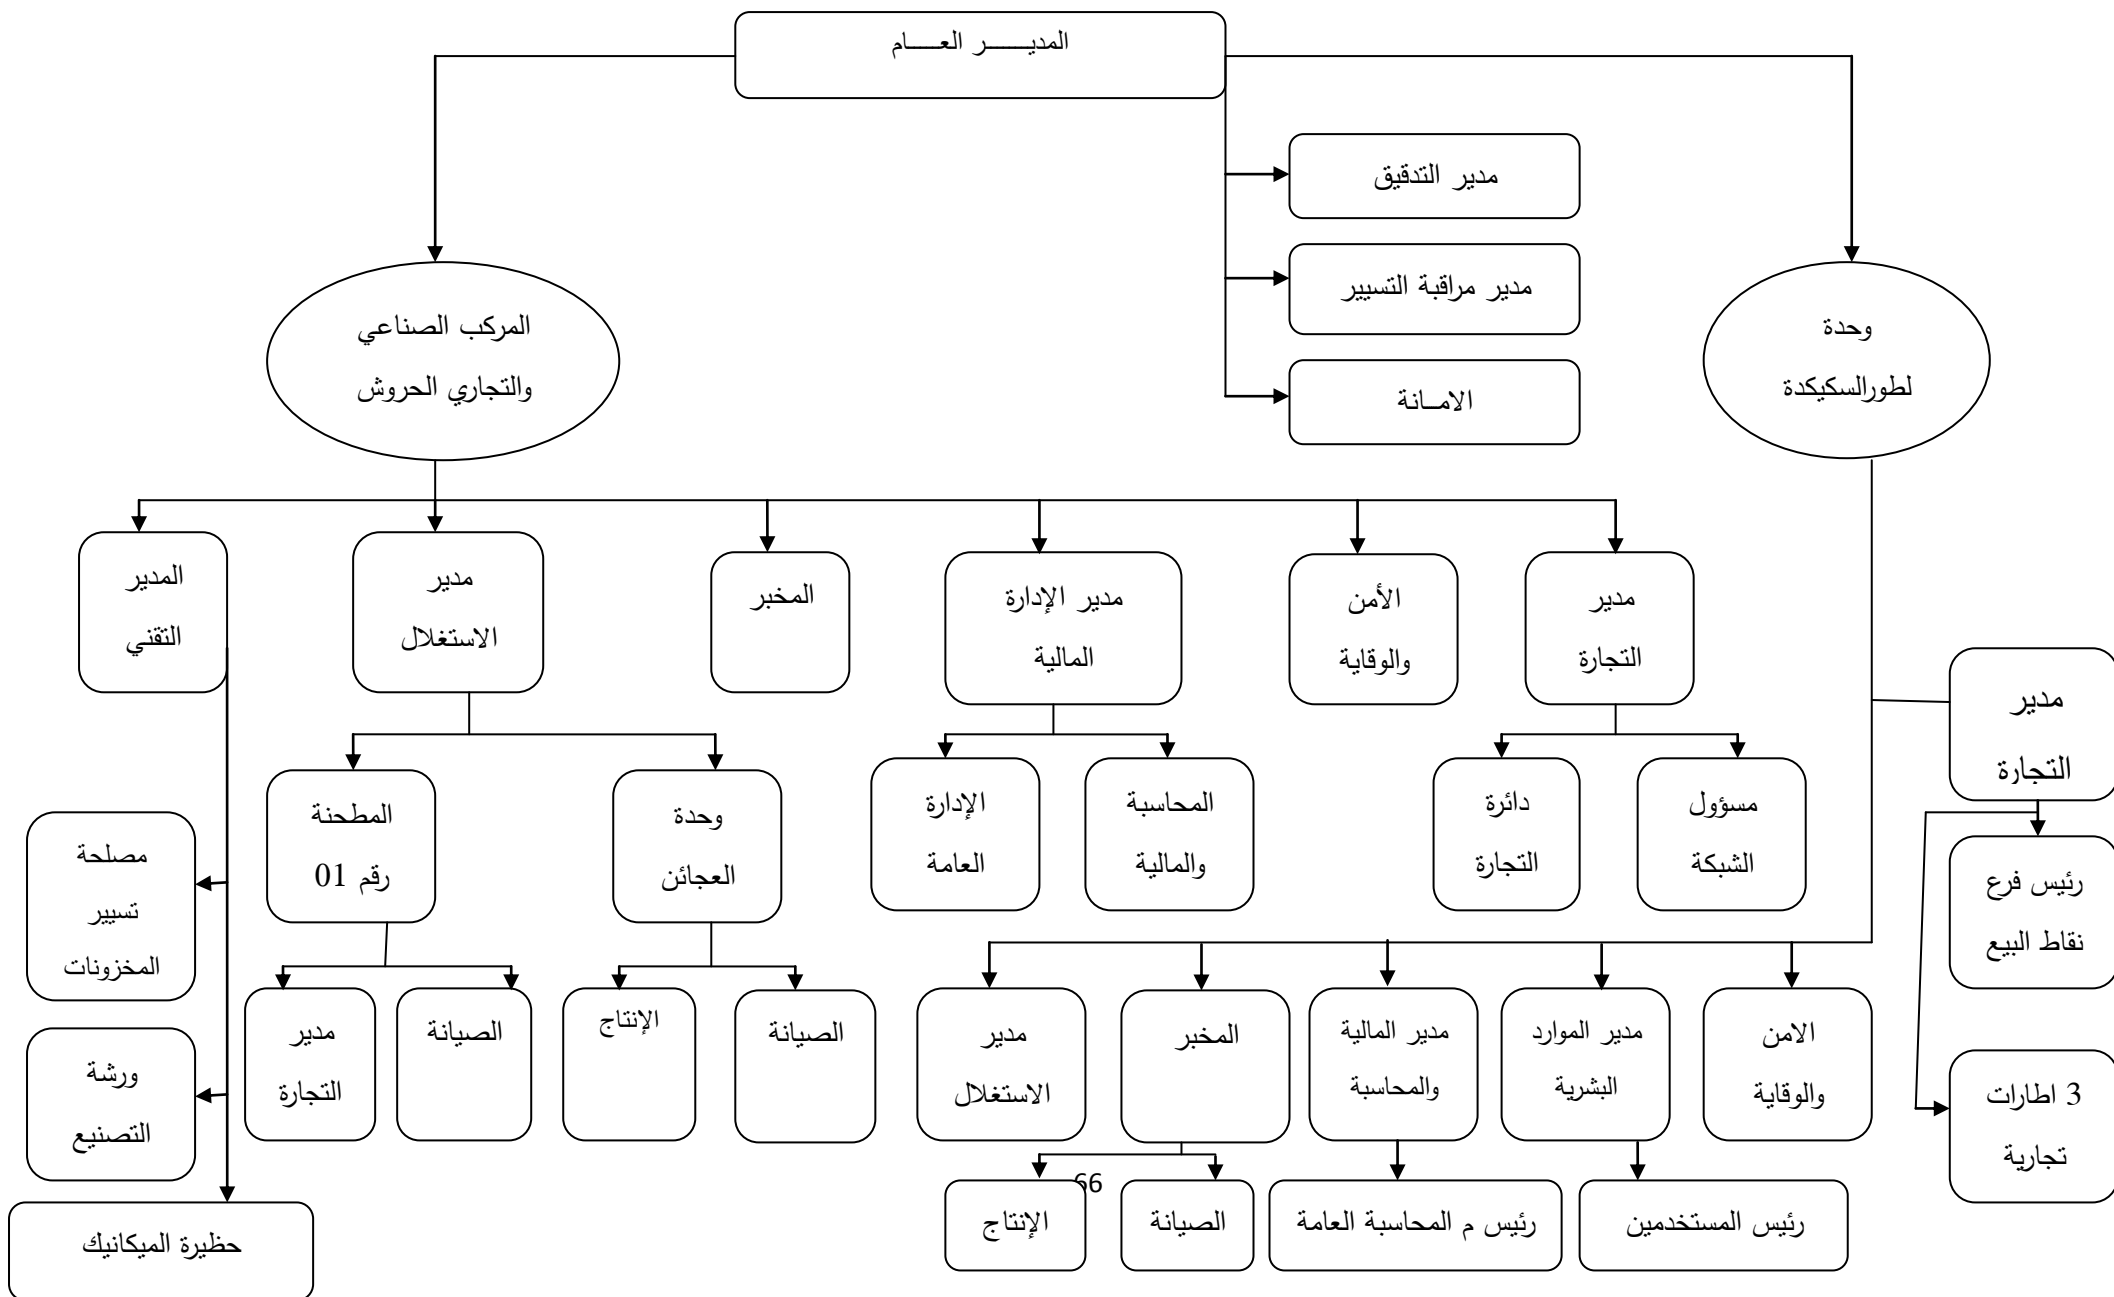 المديـــــــر العـــــام
مدير التدقيق
مدير مراقبة التسيير
الامــانة
وحدة
لطورالسكيكدة
المركب الصناعي
والتجاري الحروش
مدير
التجارة
الأمن
والوقاية
مدير الإدارة
المالية
المخبر
مدير
الاستغلال
المدير
التقني
مدير
التجارة
مسؤول
الشبكة
دائرة
التجارة
المحاسبة
والمالية
الإدارة
العامة
وحدة
العجائن
المطحنة
رقم 01
مصلحة
تسيير
المخزونات
رئيس فرع
نقاط البيع
الامن
والوقاية
مدير الموارد
البشرية
مدير المالية
والمحاسبة
المخبر
مدير
الاستغلال
الصيانة
الإنتاج
الصيانة
مدير
التجارة
ورشة
التصنيع
3 اطارات
تجارية
رئيس المستخدمين
رئيس م المحاسبة العامة
الصيانة
الإنتاج
66
حظيرة الميكانيك